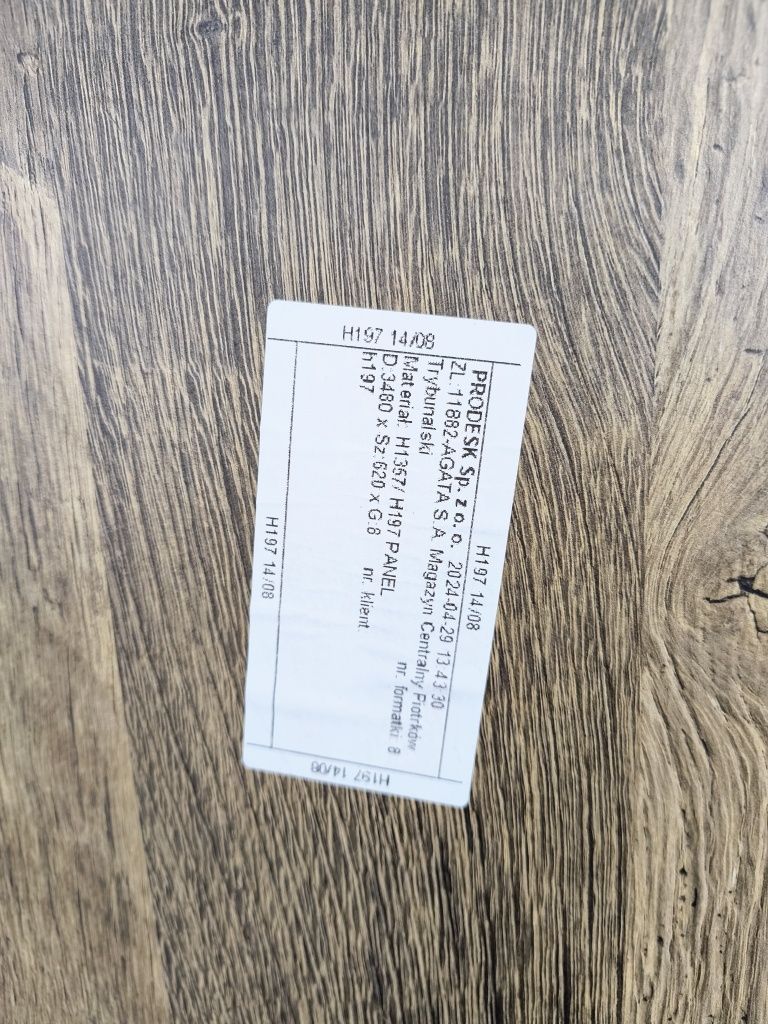 H197 14/08
H197 14/08
PRODESK Sp. z o. o. 2024-04-29 13:43:30
ZL.:11882-AGATA S.A. Magazyn Centralny Piotrków
Trybunalski
Materiał: H1357/ H197 PANEL nr. formatki: 8
D:3480 x Sz:620 x G:8
h197 nr. klient:
H197 14/08
H197 14/08